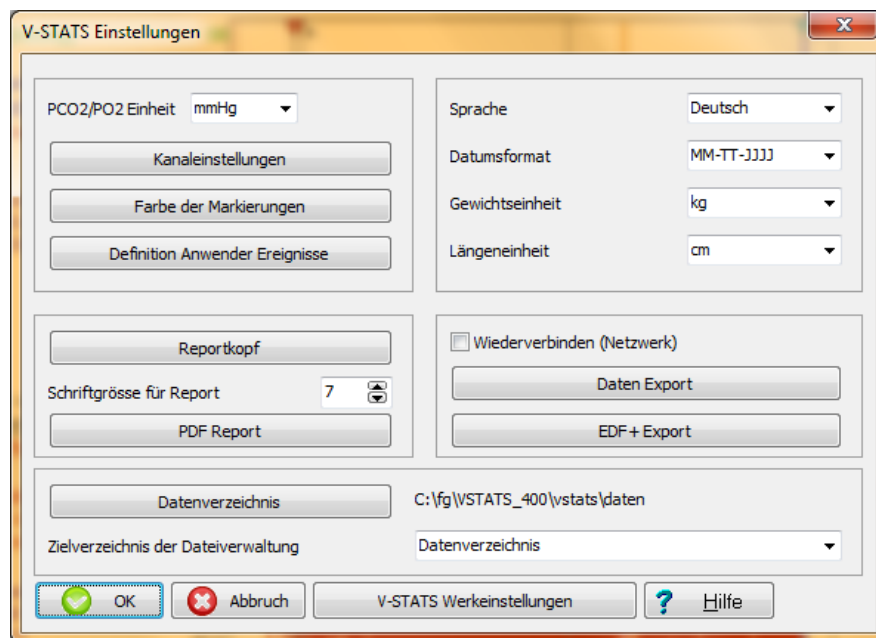 V-STATS Einstellungen
PCO2/PO2 Einheit mmHg
Kanaleinstellungen
Farbe der Markierungen
Definition Anwender Ereignisse
Sprache Deutsch
Datumsformat MM-TT-JJJJ
Gewichtseinheit kg
Längeneinheit cm
Reportkopf
Schriftgrösse für Report 7
PDF Report
Wiederverbinden (Netzwerk)
Daten Export
EDF+ Export
Datenverzeichnis C:\fg\VSTATS_400\vstats\daten
Zielverzeichnis der Dateiverwaltung Datenverzeichnis
OK Abbruch V-STATS Werkeinstellungen ? Hilfe